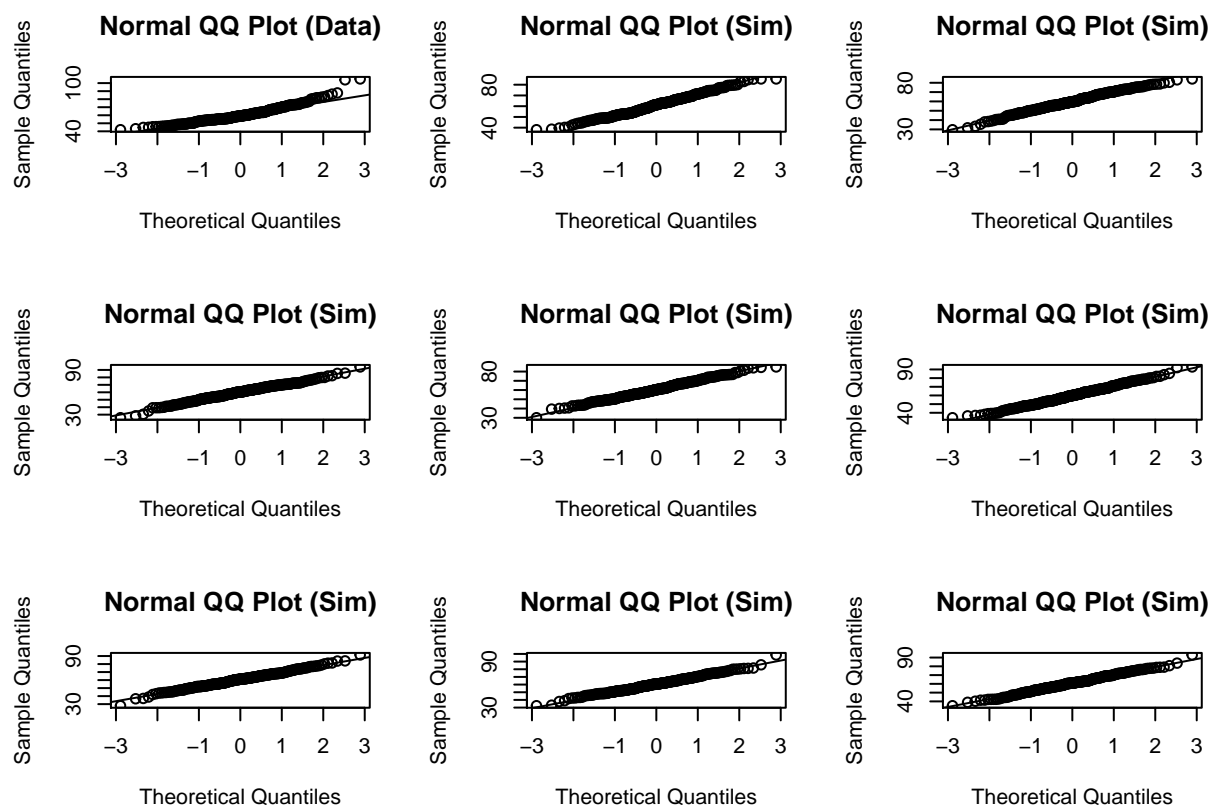 Normal QQ Plot (Data)
Sample Quantiles
100
40
−3 −1 0 1 2 3
Theoretical Quantiles
Normal QQ Plot (Sim)
Sample Quantiles
80
40
−3 −1 0 1 2 3
Theoretical Quantiles
Normal QQ Plot (Sim)
Sample Quantiles
80
30
−3 −1 0 1 2 3
Theoretical Quantiles
Normal QQ Plot (Sim)
Sample Quantiles
90
30
−3 −1 0 1 2 3
Theoretical Quantiles
Normal QQ Plot (Sim)
Sample Quantiles
80
30
−3 −1 0 1 2 3
Theoretical Quantiles
Normal QQ Plot (Sim)
Sample Quantiles
90
40
−3 −1 0 1 2 3
Theoretical Quantiles
Normal QQ Plot (Sim)
Sample Quantiles
90
30
−3 −1 0 1 2 3
Theoretical Quantiles
Normal QQ Plot (Sim)
Sample Quantiles
90
30
−3 −1 0 1 2 3
Theoretical Quantiles
Normal QQ Plot (Sim)
Sample Quantiles
90
40
−3 −1 0 1 2 3
Theoretical Quantiles